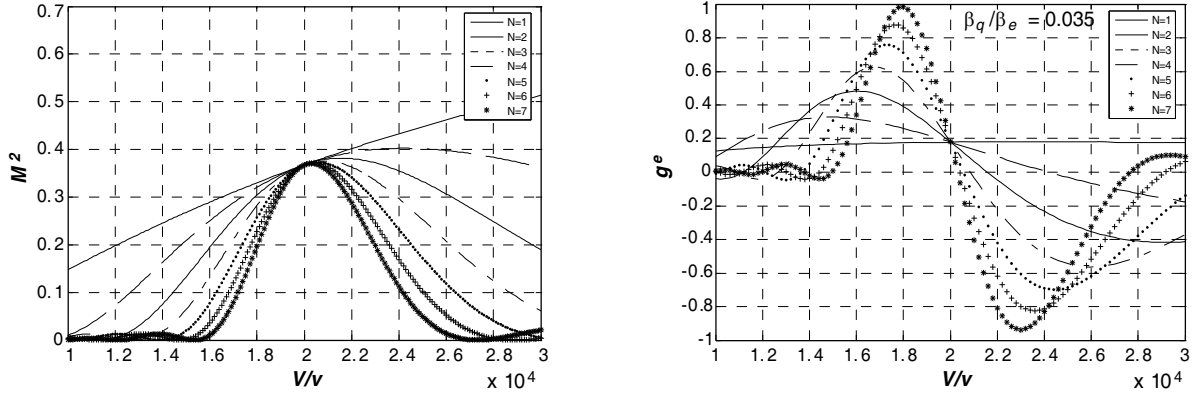 0.7
0.6
0.5
0.4
0.3
0.2
0.1
0
M²
1 1.2 1.4 1.6 1.8 2 2.2 2.4 2.6 2.8 3
V/v
x 10⁴
N=1
N=2
N=3
N=4
N=5
N=6
N=7
β_q / β_e = 0.035
1
0.8
0.6
0.4
0.2
0
-0.2
-0.4
-0.6
-0.8
-1
gᵉ
1 1.2 1.4 1.6 1.8 2 2.2 2.4 2.6 2.8 3
V/v
x 10⁴
N=1
N=2
N=3
N=4
N=5
N=6
N=7